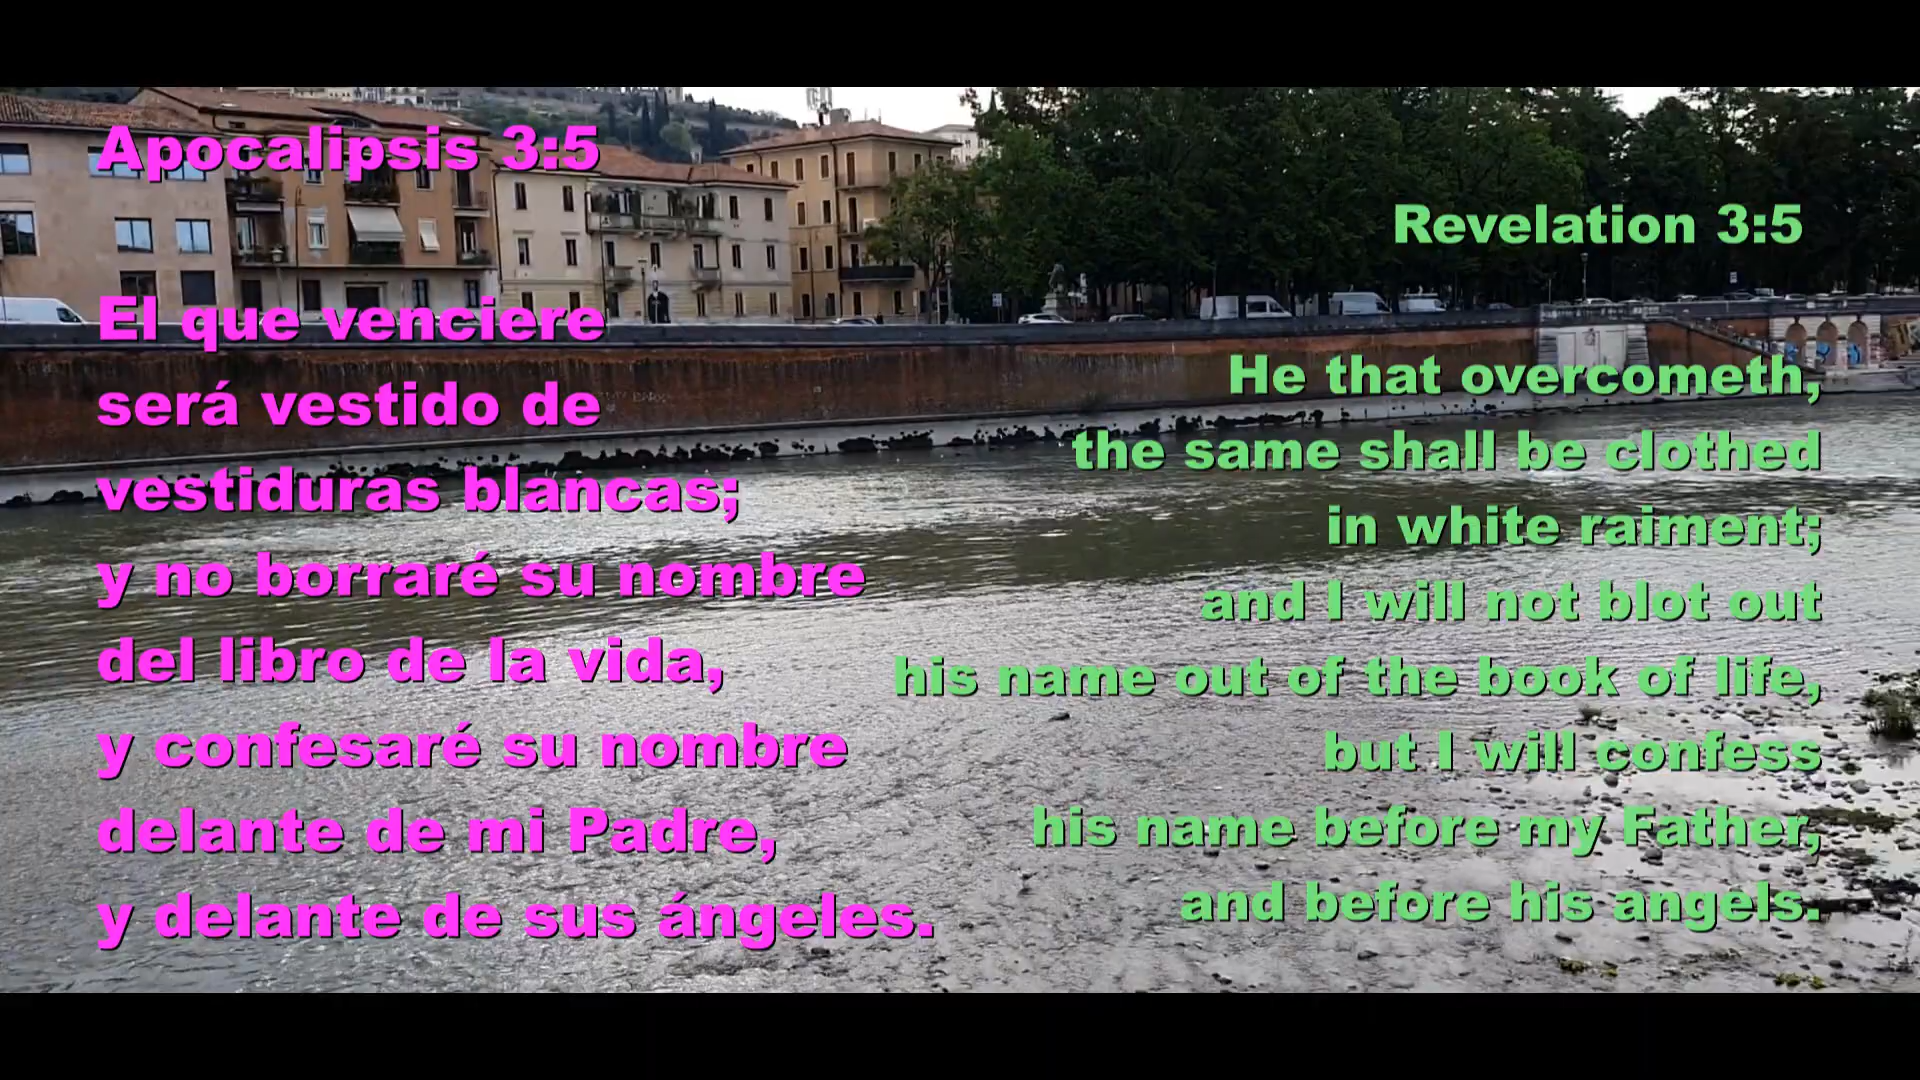 Apocalipsis 3:5
El que venciere
será vestido de
vestiduras blancas;
y no borraré su nombre
del libro de la vida,
y confesaré su nombre
delante de mi Padre,
y delante de sus ángeles.
Revelation 3:5
He that overcometh,
the same shall be clothed
in white raiment;
and I will not blot out
his name out of the book of life,
but I will confess
his name before my Father,
and before his angels.